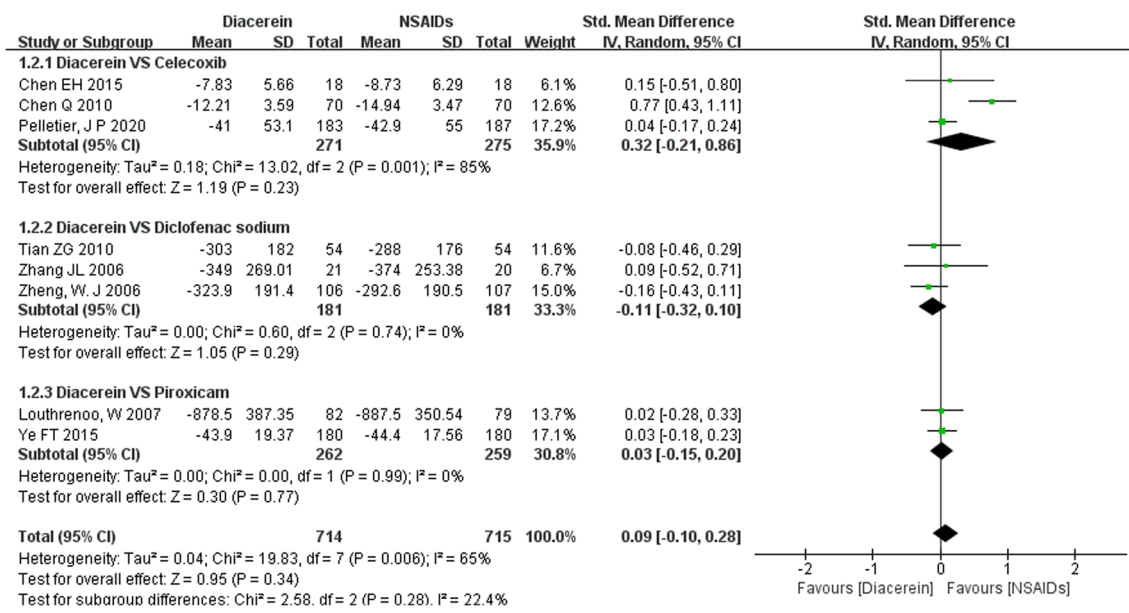 Diacerein NSAIDs Std. Mean Difference Std. Mean Difference
Study or Subgroup Mean SD Total Mean SD Total Weight IV, Random, 95% CI IV, Random, 95% CI
1.2.1 Diacerein VS Celecoxib
Chen EH 2015 -7.83 5.66 18 -8.73 6.29 18 6.1% 0.15 [-0.51, 0.80]
Chen Q 2010 -12.21 3.59 70 -14.94 3.47 70 12.6% 0.77 [0.43, 1.11]
Pelletier, J P 2020 -41 53.1 183 -42.9 55 187 17.2% 0.04 [-0.17, 0.24]
Subtotal (95% CI) 271 275 35.9% 0.32 [-0.21, 0.86]
Heterogeneity: Tau² = 0.18; Chi² = 13.02, df = 2 (P = 0.001); I² = 85%
Test for overall effect: Z = 1.19 (P = 0.23)
1.2.2 Diacerein VS Diclofenac sodium
Tian ZG 2010 -303 182 54 -288 176 54 11.6% -0.08 [-0.46, 0.29]
Zhang JL 2006 -349 269.01 21 -374 253.38 20 6.7% 0.09 [-0.52, 0.71]
Zheng, W. J 2006 -323.9 191.4 106 -292.6 190.5 107 15.0% -0.16 [-0.43, 0.11]
Subtotal (95% CI) 181 181 33.3% -0.11 [-0.32, 0.10]
Heterogeneity: Tau² = 0.00; Chi² = 0.60, df = 2 (P = 0.74); I² = 0%
Test for overall effect: Z = 1.05 (P = 0.29)
1.2.3 Diacerein VS Piroxicam
Louthrenoo, W 2007 -878.5 387.35 82 -887.5 350.54 79 13.7% 0.02 [-0.28, 0.33]
Ye FT 2015 -43.9 19.37 180 -44.4 17.56 180 17.1% 0.03 [-0.18, 0.23]
Subtotal (95% CI) 262 259 30.8% 0.03 [-0.15, 0.20]
Heterogeneity: Tau² = 0.00; Chi² = 0.00, df = 1 (P = 0.99); I² = 0%
Test for overall effect: Z = 0.30 (P = 0.77)
Total (95% CI) 714 715 100.0% 0.09 [-0.10, 0.28]
Heterogeneity: Tau² = 0.04; Chi² = 19.83, df = 7 (P = 0.006); I² = 65%
Test for overall effect: Z = 0.95 (P = 0.34)
Test for subgroup differences: Chi² = 2.58, df = 2 (P = 0.28), I² = 22.4%
-2 -1 0 1 2
Favours [Diacerein] Favours [NSAIDs]